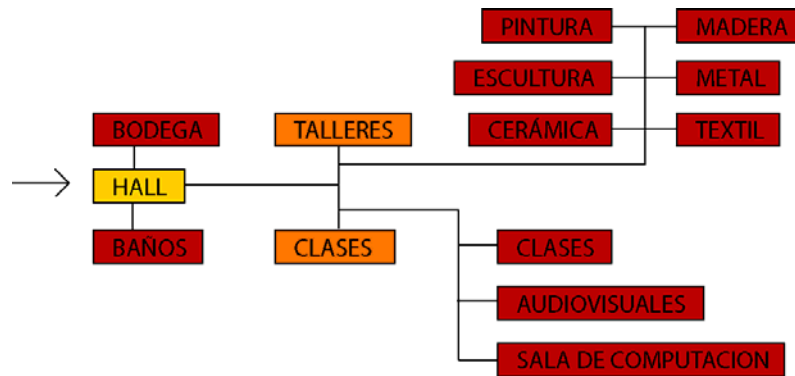 PINTURA
MADERA
ESCULTURA
METAL
BODEGA
TALLERES
CERÁMICA
TEXTIL
HALL
BAÑOS
CLASES
CLASES
AUDIOVISUALES
SALA DE COMPUTACION